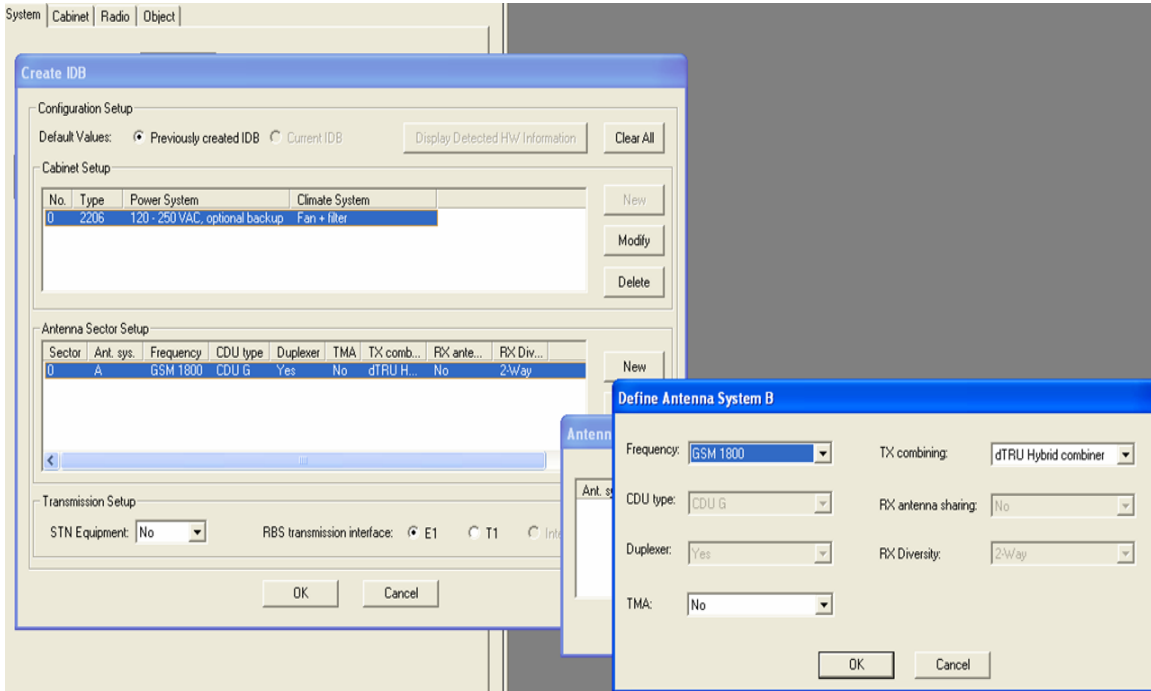 System Cabinet Radio Object
Create IDB
Configuration Setup
Default Values: Previously created IDB Current IDB Display Detected HW Information Clear All
Cabinet Setup
No. Type Power System Climate System
0 2206 120 - 250 VAC, optional backup Fan + filter
New
Modify
Delete
Antenna Sector Setup
Sector Ant. sys. Frequency CDU type Duplexer TMA TX comb... RX ante... RX Div...
0 A GSM 1800 CDU G Yes No dTRU H... No 2-Way
New
Transmission Setup
STN Equipment: No RBS transmission interface: E1 T1
OK Cancel
Ant.
Define Antenna System B
Frequency: GSM 1800 TX combining: dTRU Hybrid combiner
CDU type: CDU G RX antenna sharing: No
Duplexer: Yes RX Diversity: 2-Way
TMA: No
OK Cancel